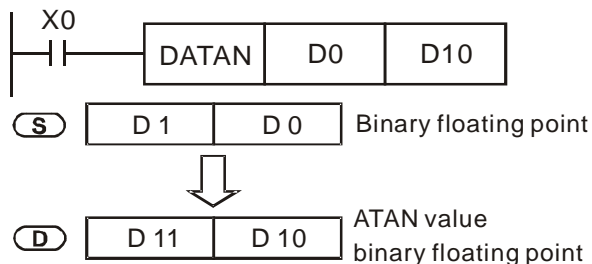 X0
DATAN D0 D10
S D 1 D 0 Binary floating point
D D 11 D 10 ATAN value
binary floating point